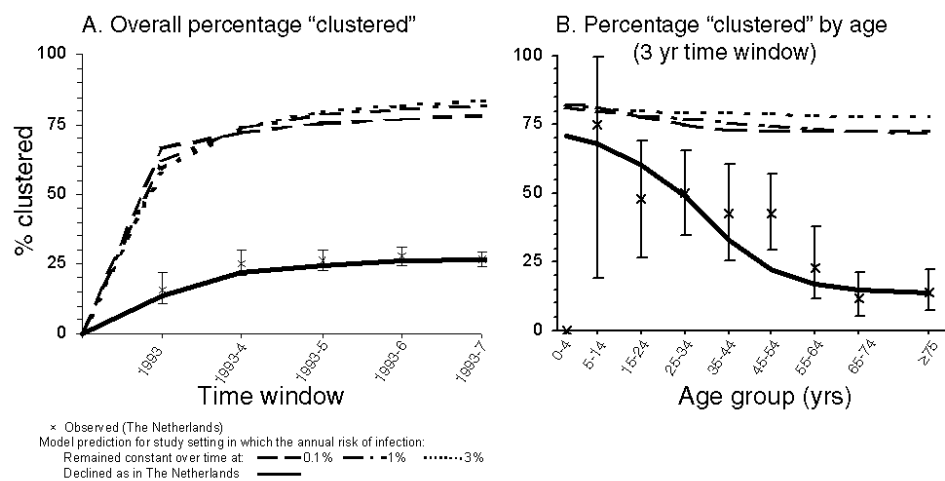 A. Overall percentage “clustered”
100
75
50
25
0
% clustered
1993
1993-4
1993-5
1993-6
1993-7
Time window
B. Percentage “clustered” by age
(3 yr time window)
100
75
50
25
0
0-4
5-14
15-24
25-34
35-44
45-54
55-64
65-74
≥75
Age group (yrs)
× Observed (The Netherlands)
Model prediction for study setting in which the annual risk of infection:
Remained constant over time at: 0.1% 1% 3%
Declined as in The Netherlands